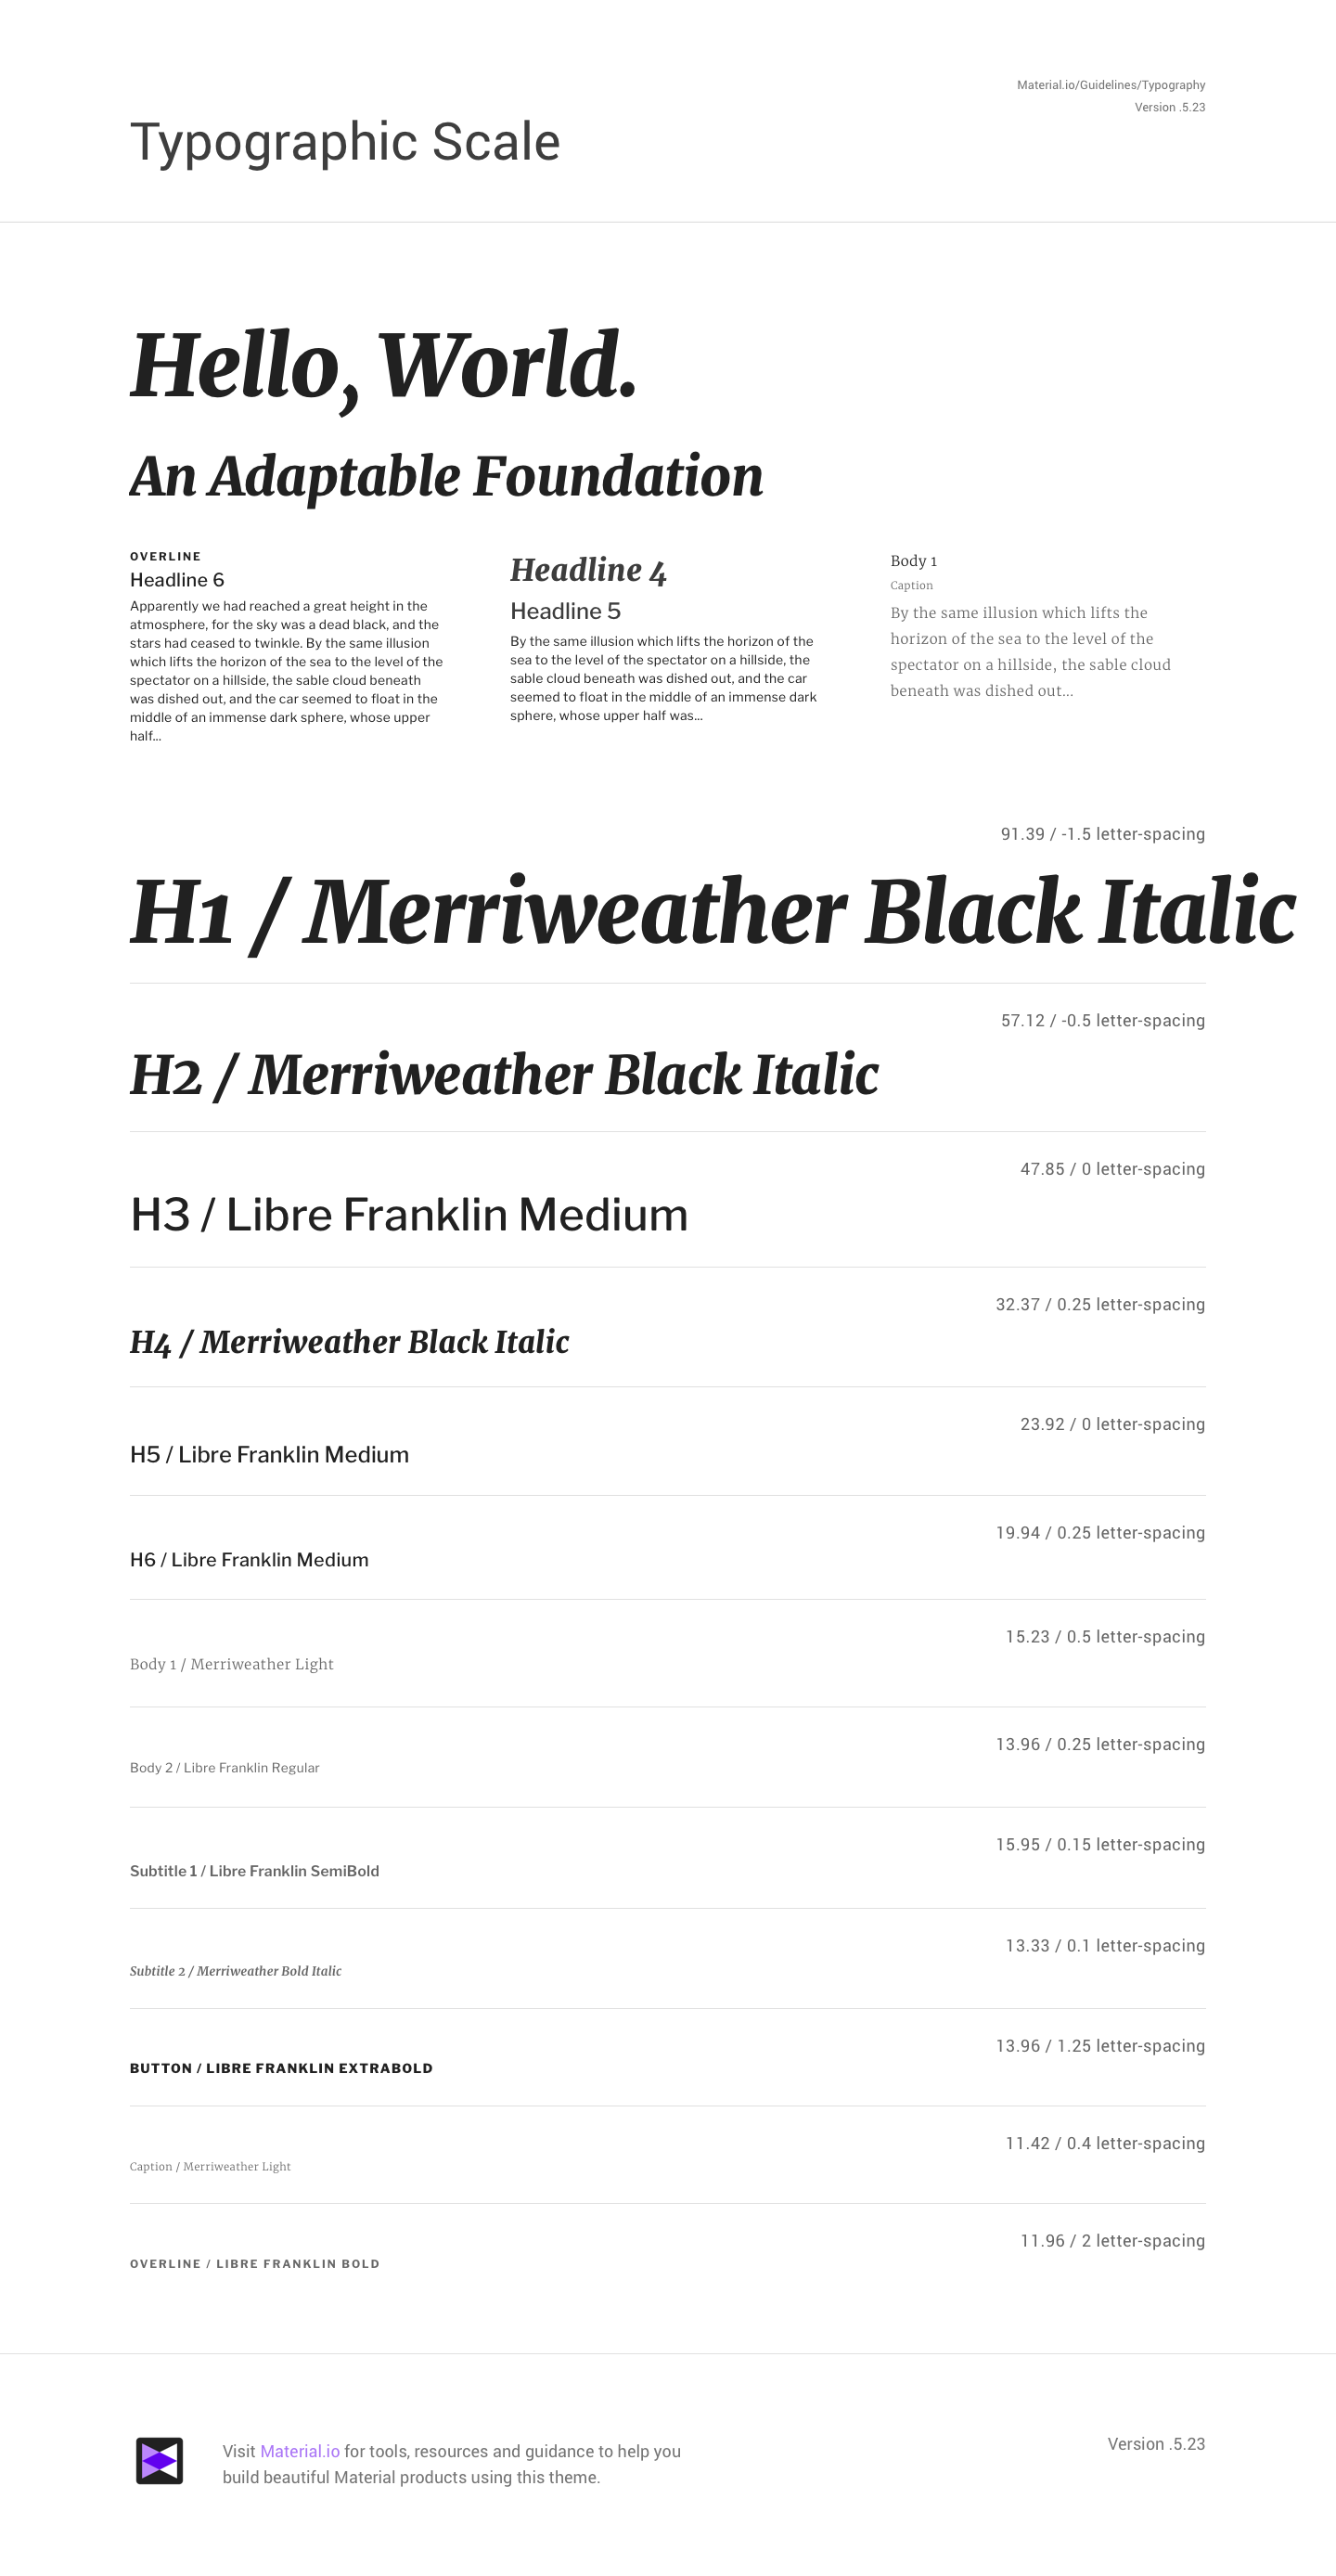 Material.io/Guidelines/Typography
Version .5.23
Typographic Scale
Hello, World.
An Adaptable Foundation
OVERLINE
Headline 6
Apparently we had reached a great height in the
atmosphere, for the sky was a dead black, and the
stars had ceased to twinkle. By the same illusion
which lifts the horizon of the sea to the level of the
spectator on a hillside, the sable cloud beneath
was dished out, and the car seemed to float in the
middle of an immense dark sphere, whose upper
half...
Headline 4
Headline 5
By the same illusion which lifts the horizon of the
sea to the level of the spectator on a hillside, the
sable cloud beneath was dished out, and the car
seemed to float in the middle of an immense dark
sphere, whose upper half was...
Body 1
Caption
By the same illusion which lifts the
horizon of the sea to the level of the
spectator on a hillside, the sable cloud
beneath was dished out...
91.39 / -1.5 letter-spacing
H1 / Merriweather Black Italic
57.12 / -0.5 letter-spacing
H2 / Merriweather Black Italic
47.85 / 0 letter-spacing
H3 / Libre Franklin Medium
32.37 / 0.25 letter-spacing
H4 / Merriweather Black Italic
23.92 / 0 letter-spacing
H5 / Libre Franklin Medium
19.94 / 0.25 letter-spacing
H6 / Libre Franklin Medium
15.23 / 0.5 letter-spacing
Body 1 / Merriweather Light
13.96 / 0.25 letter-spacing
Body 2 / Libre Franklin Regular
15.95 / 0.15 letter-spacing
Subtitle 1 / Libre Franklin SemiBold
13.33 / 0.1 letter-spacing
Subtitle 2 / Merriweather Bold Italic
13.96 / 1.25 letter-spacing
BUTTON / LIBRE FRANKLIN EXTRABOLD
11.42 / 0.4 letter-spacing
Caption / Merriweather Light
11.96 / 2 letter-spacing
OVERLINE / LIBRE FRANKLIN BOLD
Visit Material.io for tools, resources and guidance to help you
build beautiful Material products using this theme.
Version .5.23